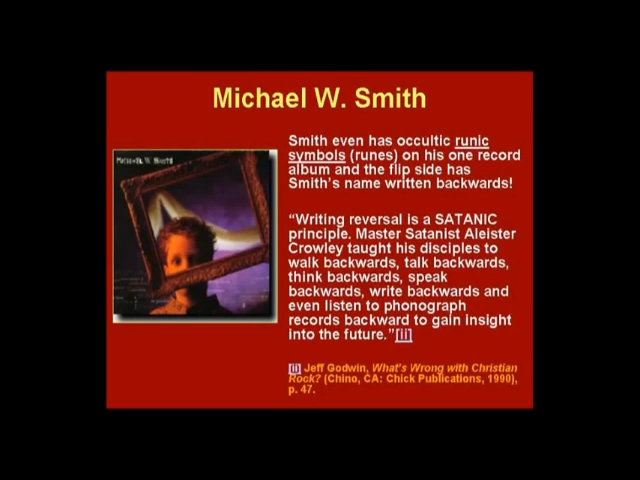 Michael W. Smith
Smith even has occultic runic
symbols (runes) on his one record
album and the flip side has
Smith's name written backwards!
MICHAEL W. SMITH
“Writing reversal is a SATANIC
principle. Master Satanist Aleister
Crowley taught his disciples to
walk backwards, talk backwards,
think backwards, speak
backwards, write backwards and
even listen to phonograph
records backward to gain insight
into the future.”[ii]
[ii] Jeff Godwin, What's Wrong with Christian
Rock? (Chino, CA: Chick Publications, 1990),
p. 47.